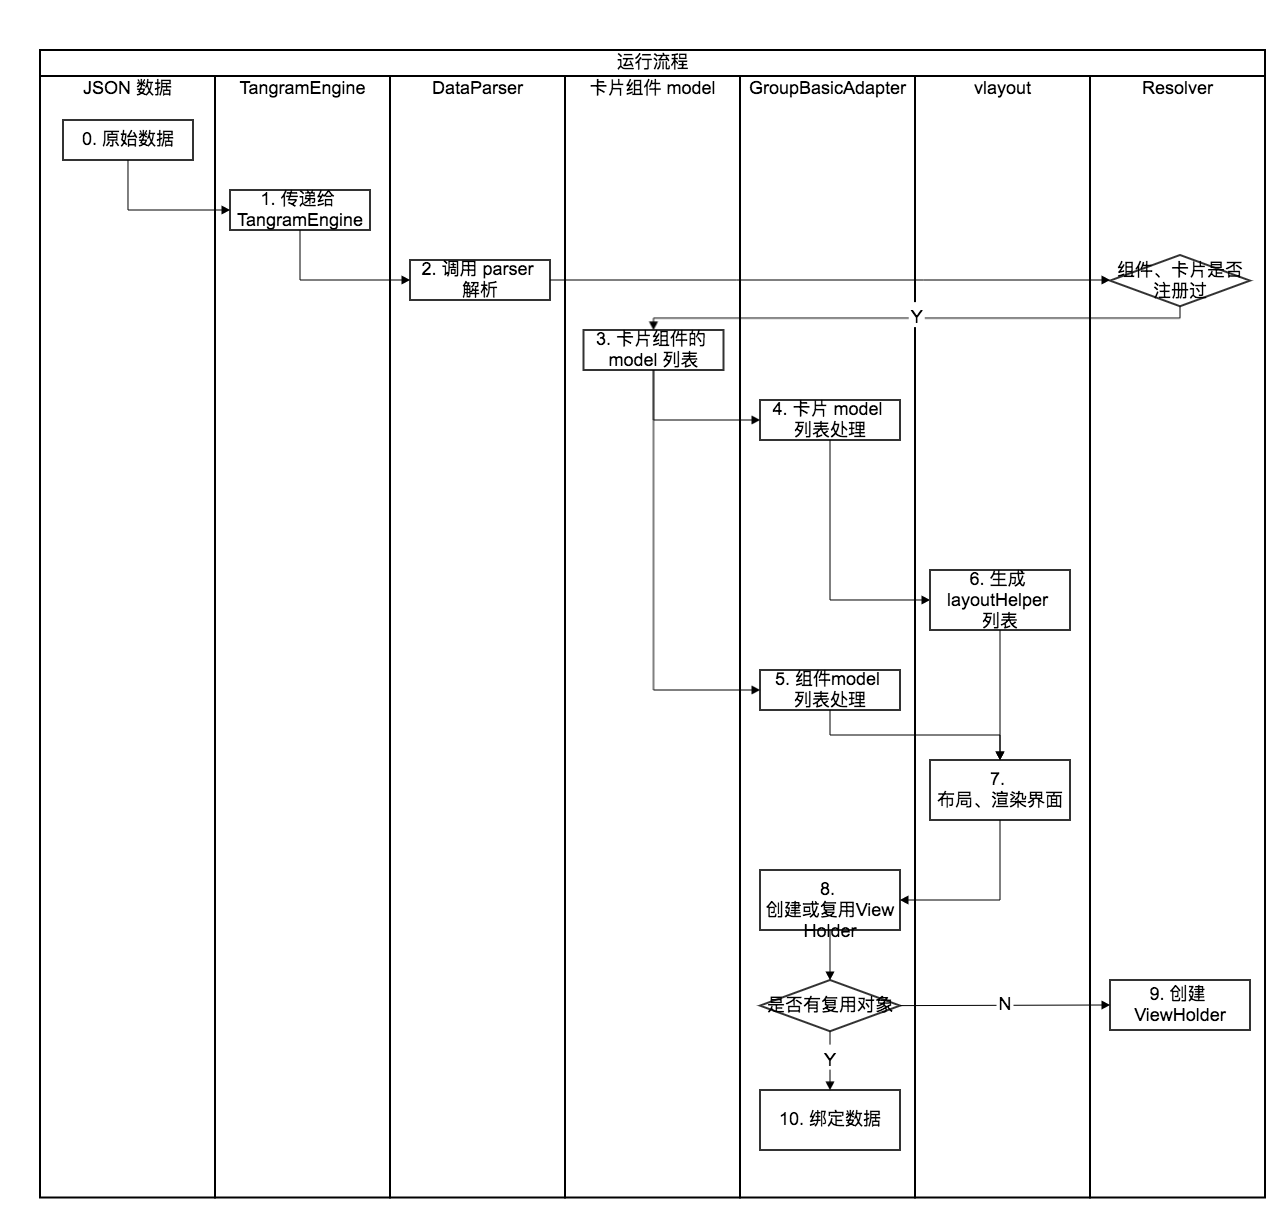 运行流程
JSON 数据
TangramEngine
DataParser
卡片组件 model
GroupBasicAdapter
vlayout
Resolver
0. 原始数据
1. 传递给
TangramEngine
2. 调用 parser
解析
组件、卡片是否
注册过
Y
3. 卡片组件的
model 列表
4. 卡片 model
列表处理
6. 生成
layoutHelper
列表
5. 组件model
列表处理
7.
布局、渲染界面
8.
创建或复用View
Holder
是否有复用对象
N
9. 创建
ViewHolder
Y
10. 绑定数据